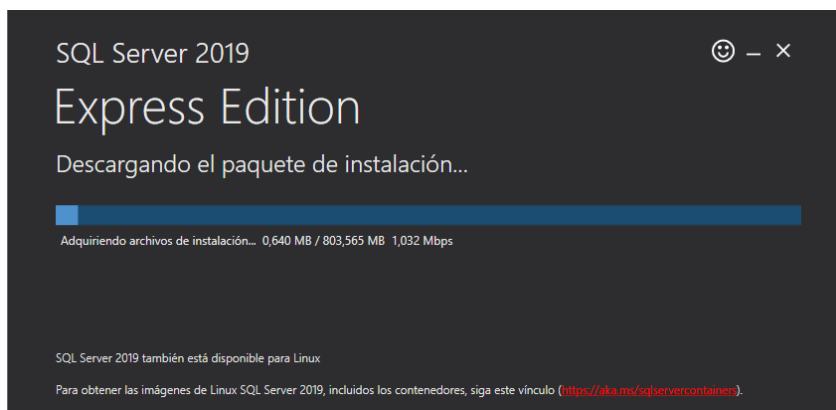 SQL Server 2019
Express Edition
Descargando el paquete de instalación...
Adquiriendo archivos de instalación... 0,640 MB / 803,565 MB 1,032 Mbps
SQL Server 2019 también está disponible para Linux
Para obtener las imágenes de Linux SQL Server 2019, incluidos los contenedores, siga este vínculo (https://aka.ms/sqlservercontainers).